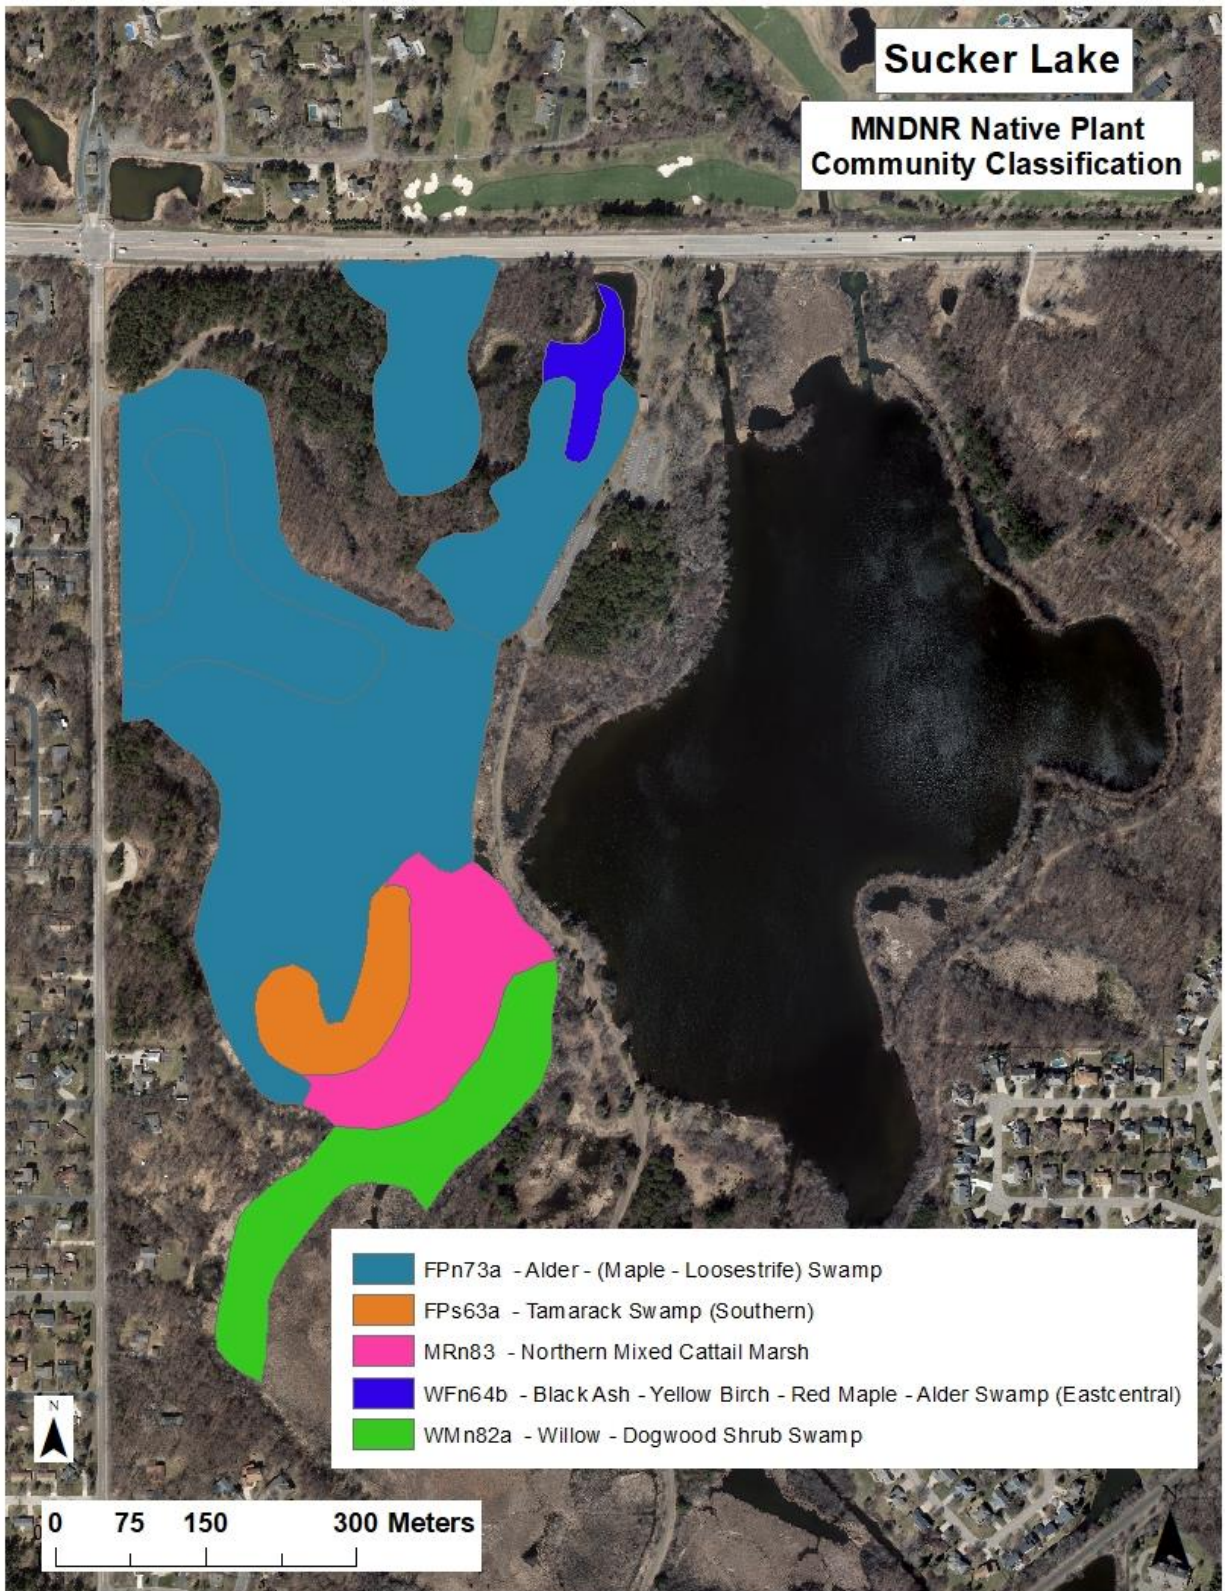 Sucker Lake
MNDNR Native Plant
Community Classification
FPn73a - Alder - (Maple - Loosestrife) Swamp
FPs63a - Tamarack Swamp (Southern)
MRn83 - Northern Mixed Cattail Marsh
WFn64b - Black Ash - Yellow Birch - Red Maple - Alder Swamp (Eastcentral)
WMn82a - Willow - Dogwood Shrub Swamp
N
0 75 150 300 Meters